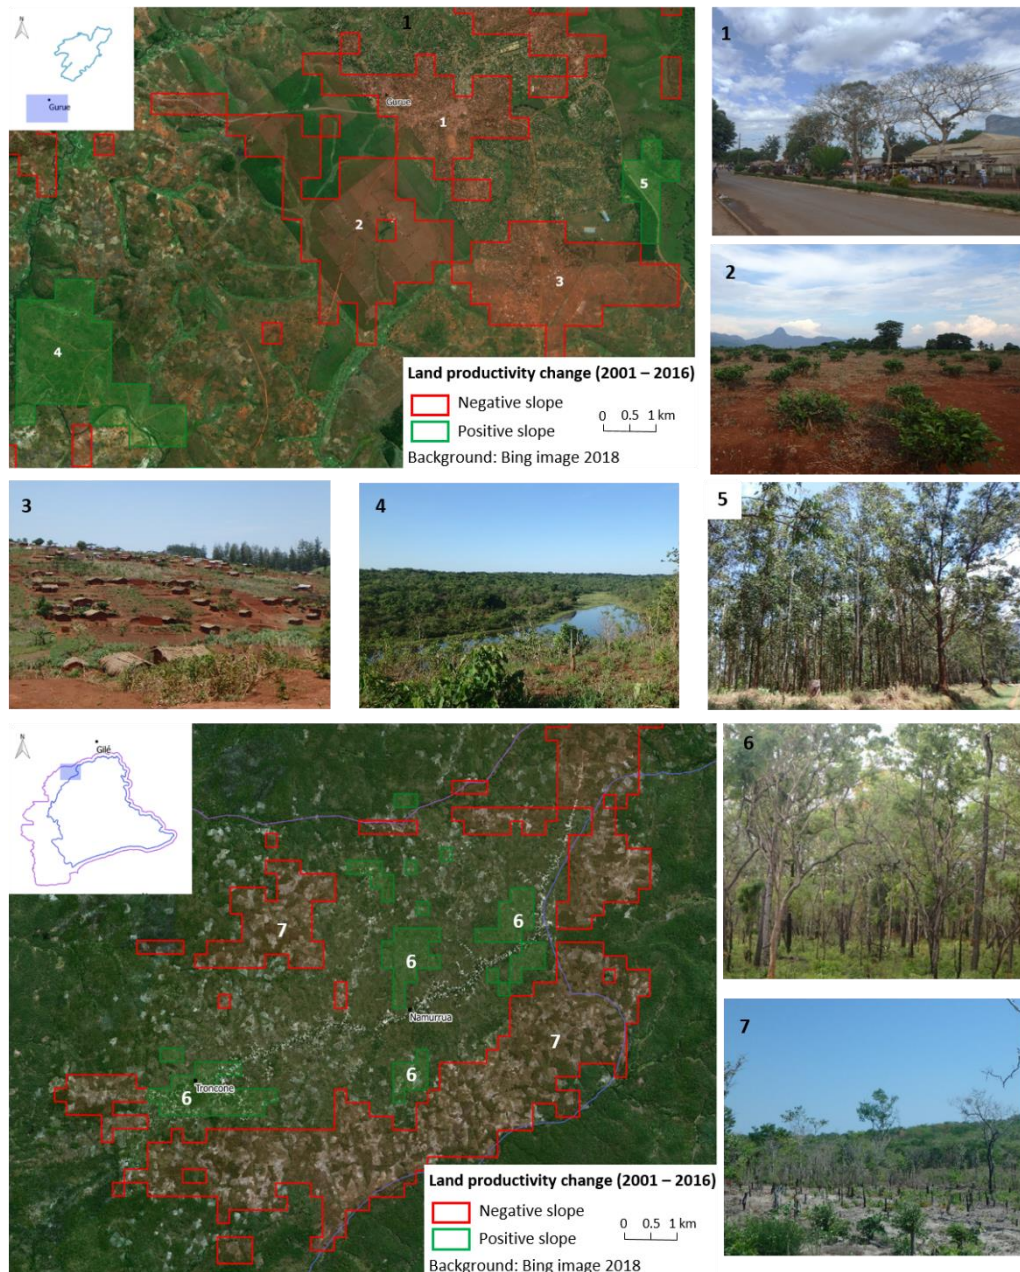 N
Gurue
1
Gurue
1
2
3
4
5
Land productivity change (2001 – 2016)
Negative slope
Positive slope
0 0.5 1 km
Background: Bing image 2018
1
2
3
4
5
N
Gilé
7
6
6
Namurrua
7
6
Troncone
6
Land productivity change (2001 – 2016)
Negative slope
Positive slope
0 0.5 1 km
Background: Bing image 2018
6
7